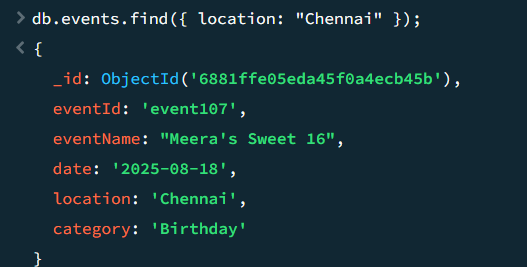 > db.events.find({ location: "Chennai" });
< {
_id: ObjectId('6881ffe05eda45f0a4ecb45b'),
eventId: 'event107',
eventName: "Meera's Sweet 16",
date: '2025-08-18',
location: 'Chennai',
category: 'Birthday'
}